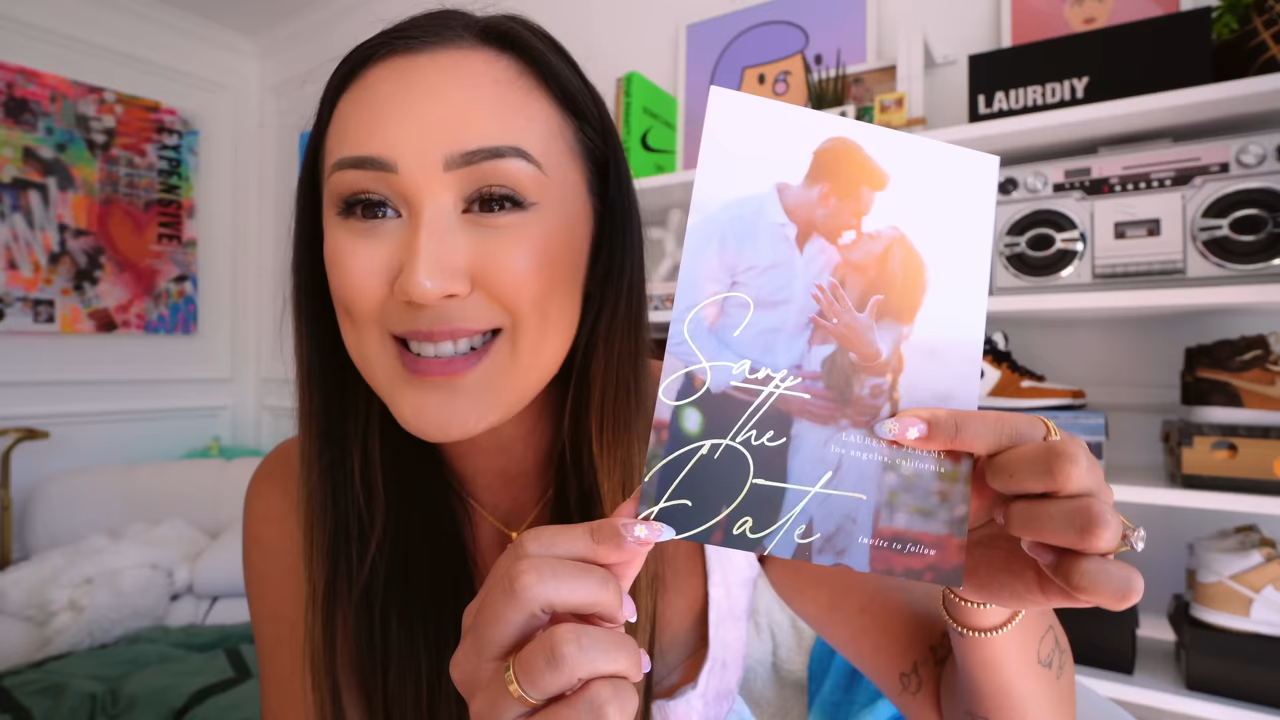 EXPENSIVE
LAURDIY
Save
The
Date
LAUREN + JEREMY
los angeles, california
invite to follow